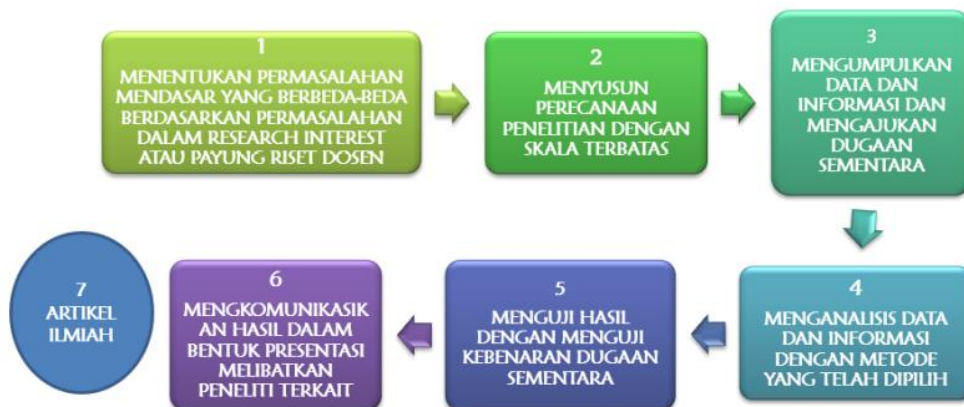 1
MENENTUKAN PERMASALAHAN
MENDASAR YANG BERBEDA-BEDA
BERDASARKAN PERMASALAHAN
DALAM RESEARCH INTEREST
ATAU PAYUNG RISET DOSEN
2
MENYUSUN
PERECANAAN
PENELITIAN DENGAN
SKALA TERBATAS
3
MENGUMPULKAN
DATA DAN
INFORMASI DAN
MENGAJUKAN
DUGAAN
SEMENTARA
4
MENGANALISIS DATA
DAN INFORMASI
DENGAN METODE
YANG TELAH DIPILIH
5
MENGUJI HASIL
DENGAN MENGUJI
KEBENARAN DUGAAN
SEMENTARA
6
MENGKOMUNIKASIK
AN HASIL DALAM
BENTUK PRESENTASI
MELIBATKAN
PENELITI TERKAIT
7
ARTIKEL
ILMIAH